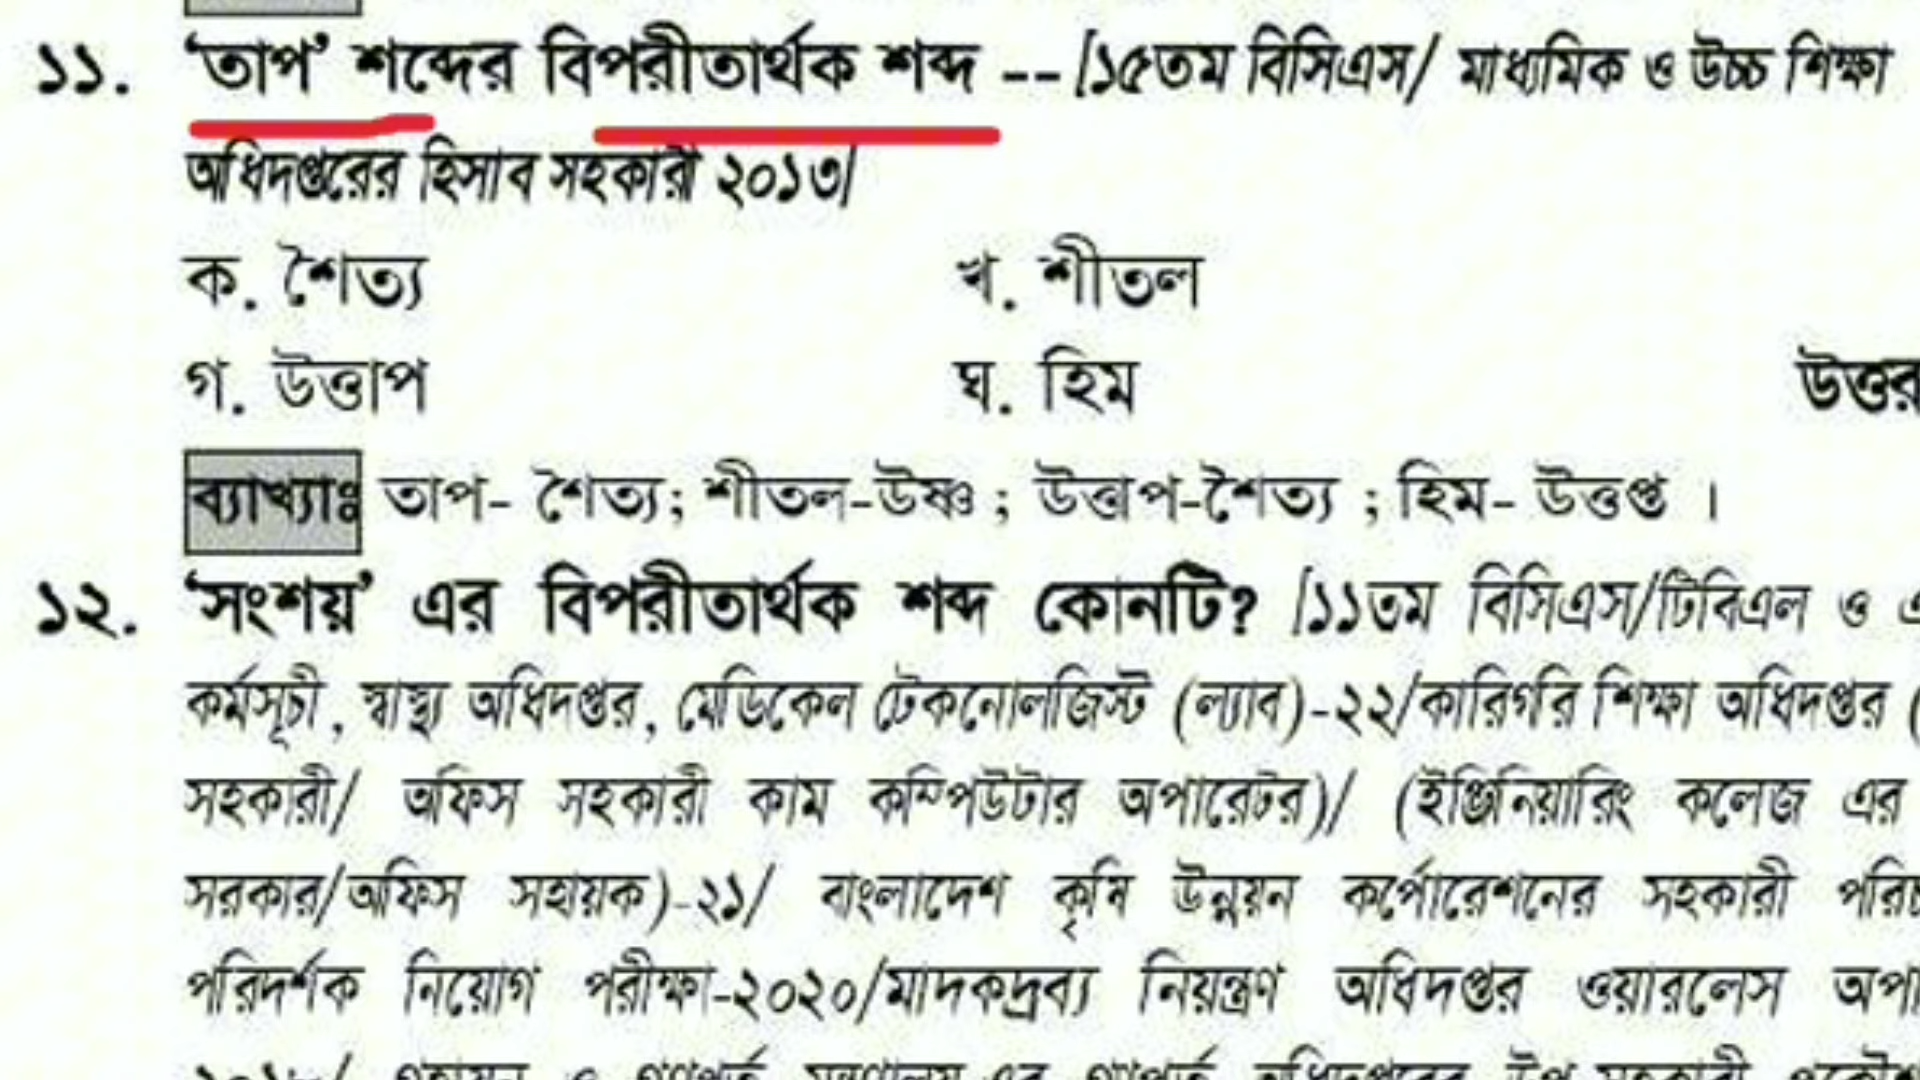 ১১. ‘তাপ’ শব্দের বিপরীতার্থক শব্দ -- [১৫তম বিসিএস/ মাধ্যমিক ও উচ্চ শিক্ষা
অধিদপ্তরের হিসাব সহকারী ২০১৩]
ক. শৈত্য খ. শীতল
গ. উত্তাপ ঘ. হিম উত্তর
ব্যাখ্যাঃ তাপ- শৈত্য; শীতল-উষ্ণ ; উত্তাপ-শৈত্য ; হিম- উত্তপ্ত ।
১২. ‘সংশয়’ এর বিপরীতার্থক শব্দ কোনটি? [১১তম বিসিএস/টিবিএল ও
কর্মসূচী, স্বাস্থ্য অধিদপ্তর, মেডিকেল টেকনোলজিস্ট (ল্যাব)-২২/কারিগরি শিক্ষা অধিদপ্তর (
সহকারী/ অফিস সহকারী কাম কম্পিউটার অপারেটর)/ (ইঞ্জিনিয়ারিং কলেজ এর
সরকার/অফিস সহায়ক)-২১/ বাংলাদেশ কৃষি উন্নয়ন কর্পোরেশনের সহকারী
পরিদর্শক নিয়োগ পরীক্ষা-২০২০/মাদকদ্রব্য নিয়ন্ত্রণ অধিদপ্তর ওয়ারলেস